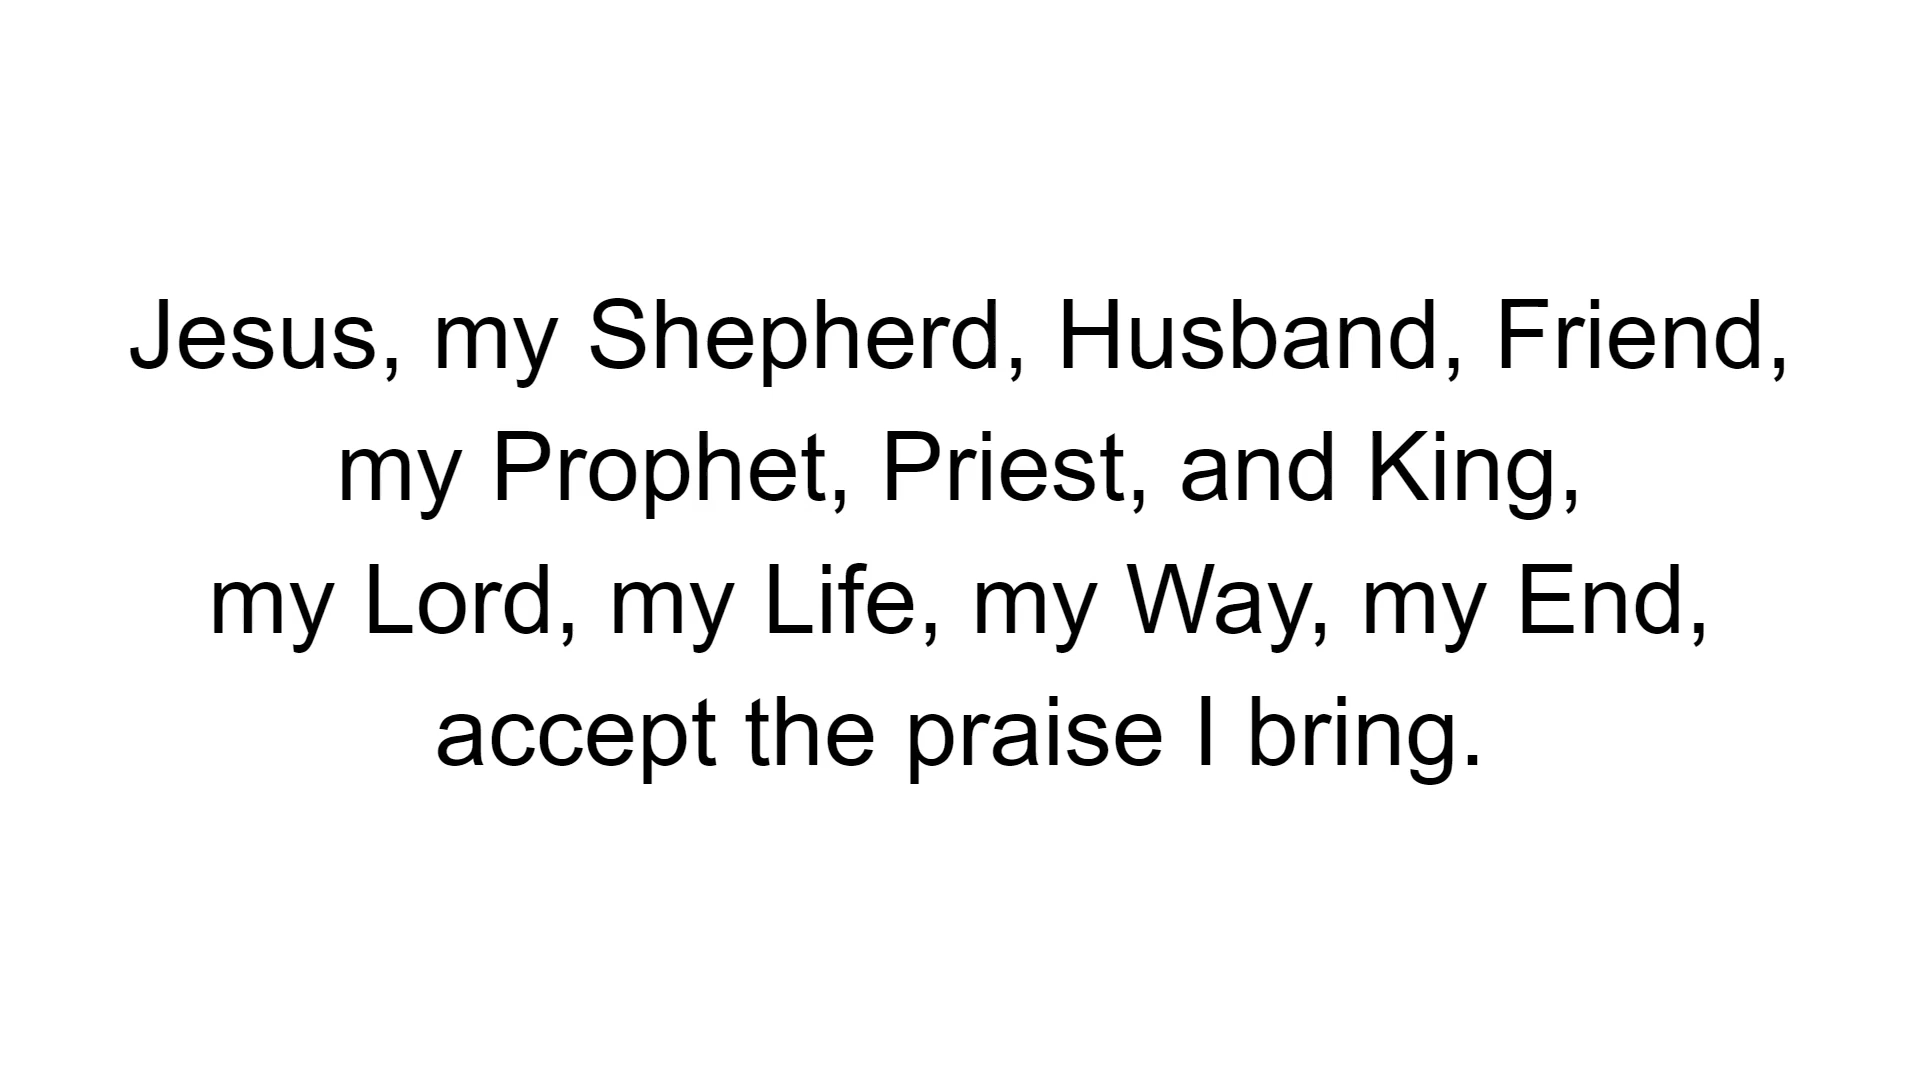 Jesus, my Shepherd, Husband, Friend,
my Prophet, Priest, and King,
my Lord, my Life, my Way, my End,
accept the praise I bring.